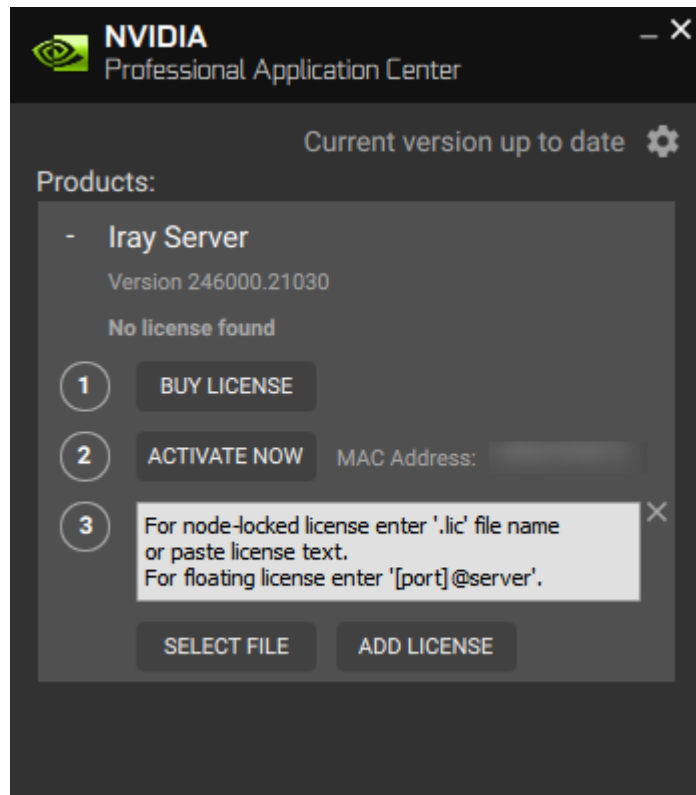 NVIDIA
Professional Application Center
Current version up to date
Products:
- Iray Server
Version 246000.21030
No license found
1 BUY LICENSE
2 ACTIVATE NOW MAC Address:
3 For node-locked license enter '.lic' file name
or paste license text.
For floating license enter '[port]@server'.
SELECT FILE ADD LICENSE